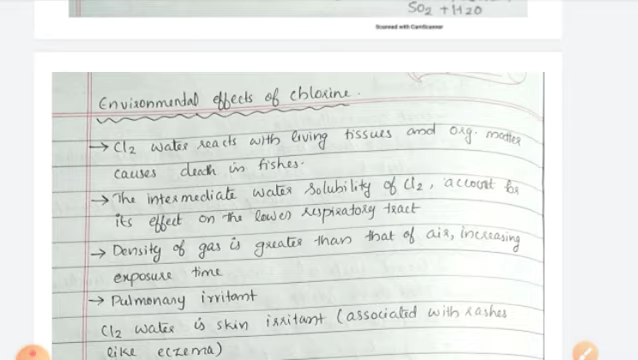 SO2 + H2O
Scanned with CamScanner
Environmental effects of chlorine.
→ Cl2 water reacts with living tissues and org. matter
causes death in fishes.
→ The intermediate water solubility of Cl2, account for
its effect on the lower respiratory tract
→ Density of gas is greater than that of air, increasing
exposure time
→ Pulmonary irritant
Cl2 water is skin irritant (associated with rashes
like eczema)